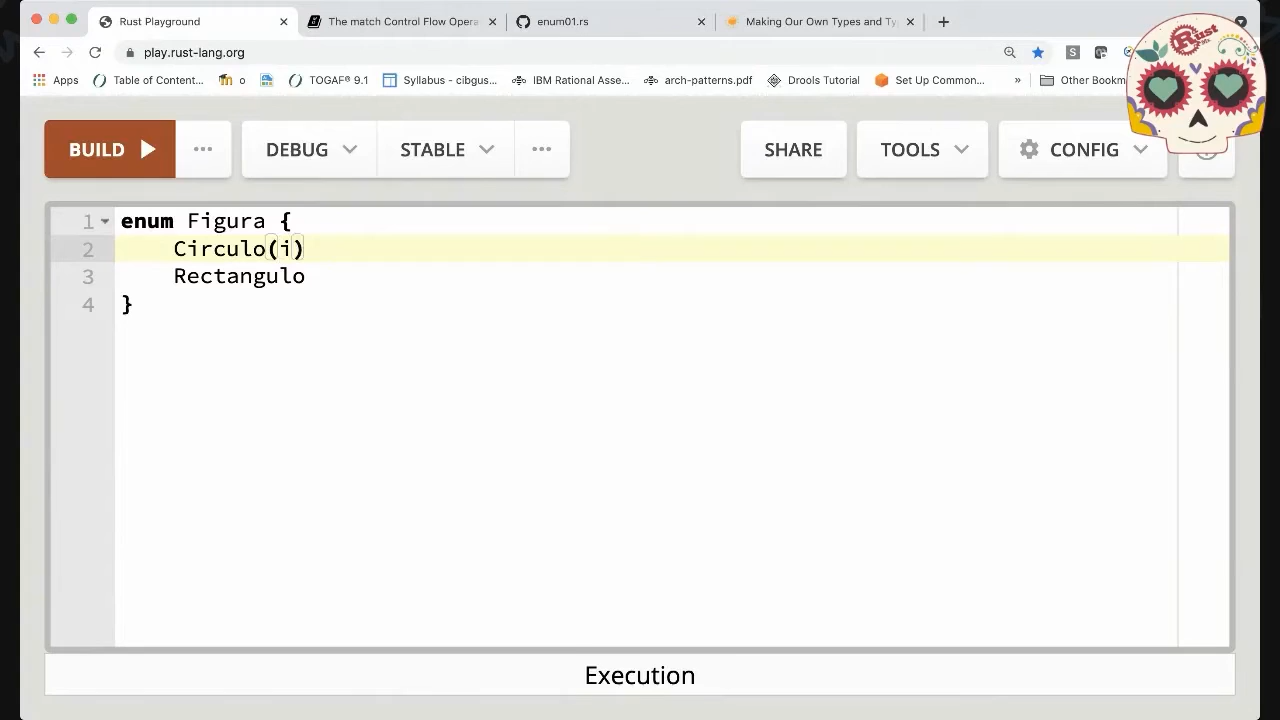 Rust Playground
The match Control Flow Opera
enum01.rs
Making Our Own Types and Ty
play.rust-lang.org
S
Apps
Table of Content...
o
TOGAF® 9.1
Syllabus - cibgus...
IBM Rational Asse...
arch-patterns.pdf
Drools Tutorial
Set Up Common...
»
Other Bookm
Rust
BUILD
DEBUG
STABLE
SHARE
TOOLS
CONFIG
1 enum Figura {
2 Circulo(i)
3 Rectangulo
4 }
Execution